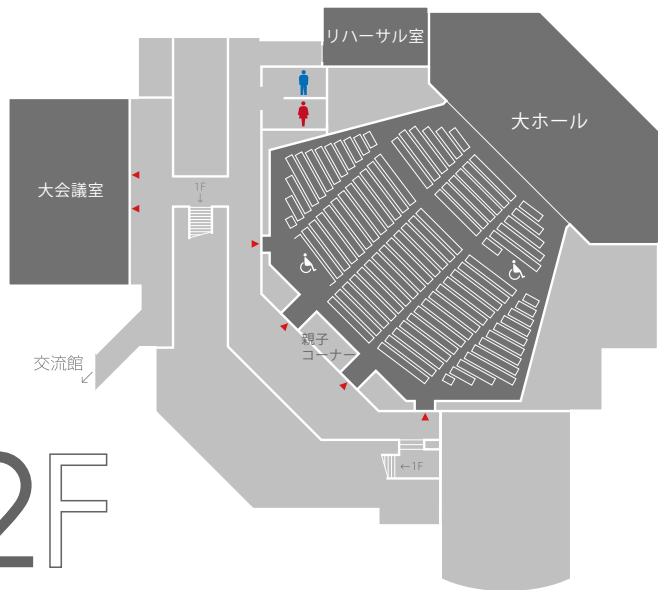 リハーサル室
大ホール
大会議室
1F
↓
親子
コーナー
交流館
↙
←1F
2F